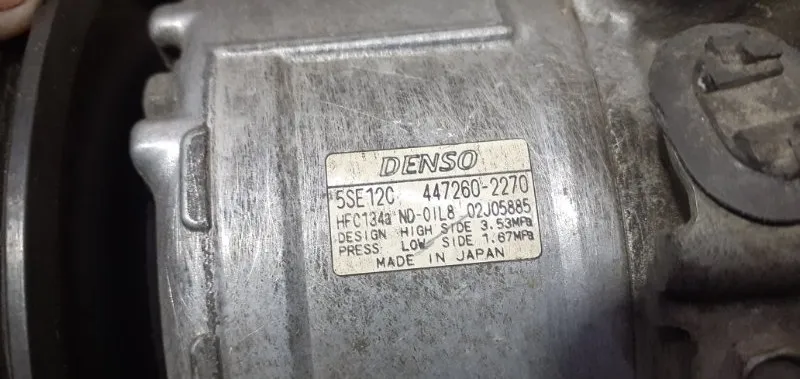 DENSO
5SE12C 447260-2270
HFC134a ND-OIL8 02J05885
DESIGN HIGH SIDE 3.53MPa
PRESS. LOW SIDE 1.67MPa
MADE IN JAPAN